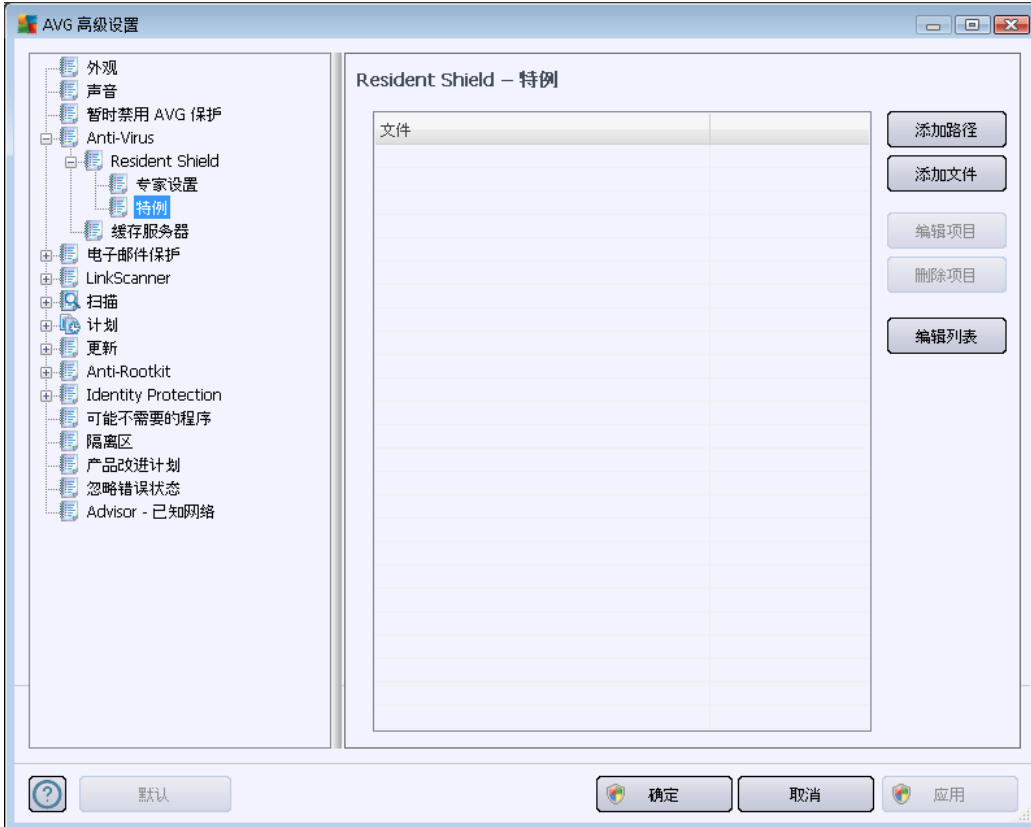 AVG 高级设置
外观
声音
暂时禁用 AVG 保护
Anti-Virus
Resident Shield
专家设置
特例
缓存服务器
电子邮件保护
LinkScanner
扫描
计划
更新
Anti-Rootkit
Identity Protection
可能不需要的程序
隔离区
产品改进计划
忽略错误状态
Advisor - 已知网络
Resident Shield – 特例
文件
添加路径
添加文件
编辑项目
删除项目
编辑列表
?
默认
确定
取消
应用